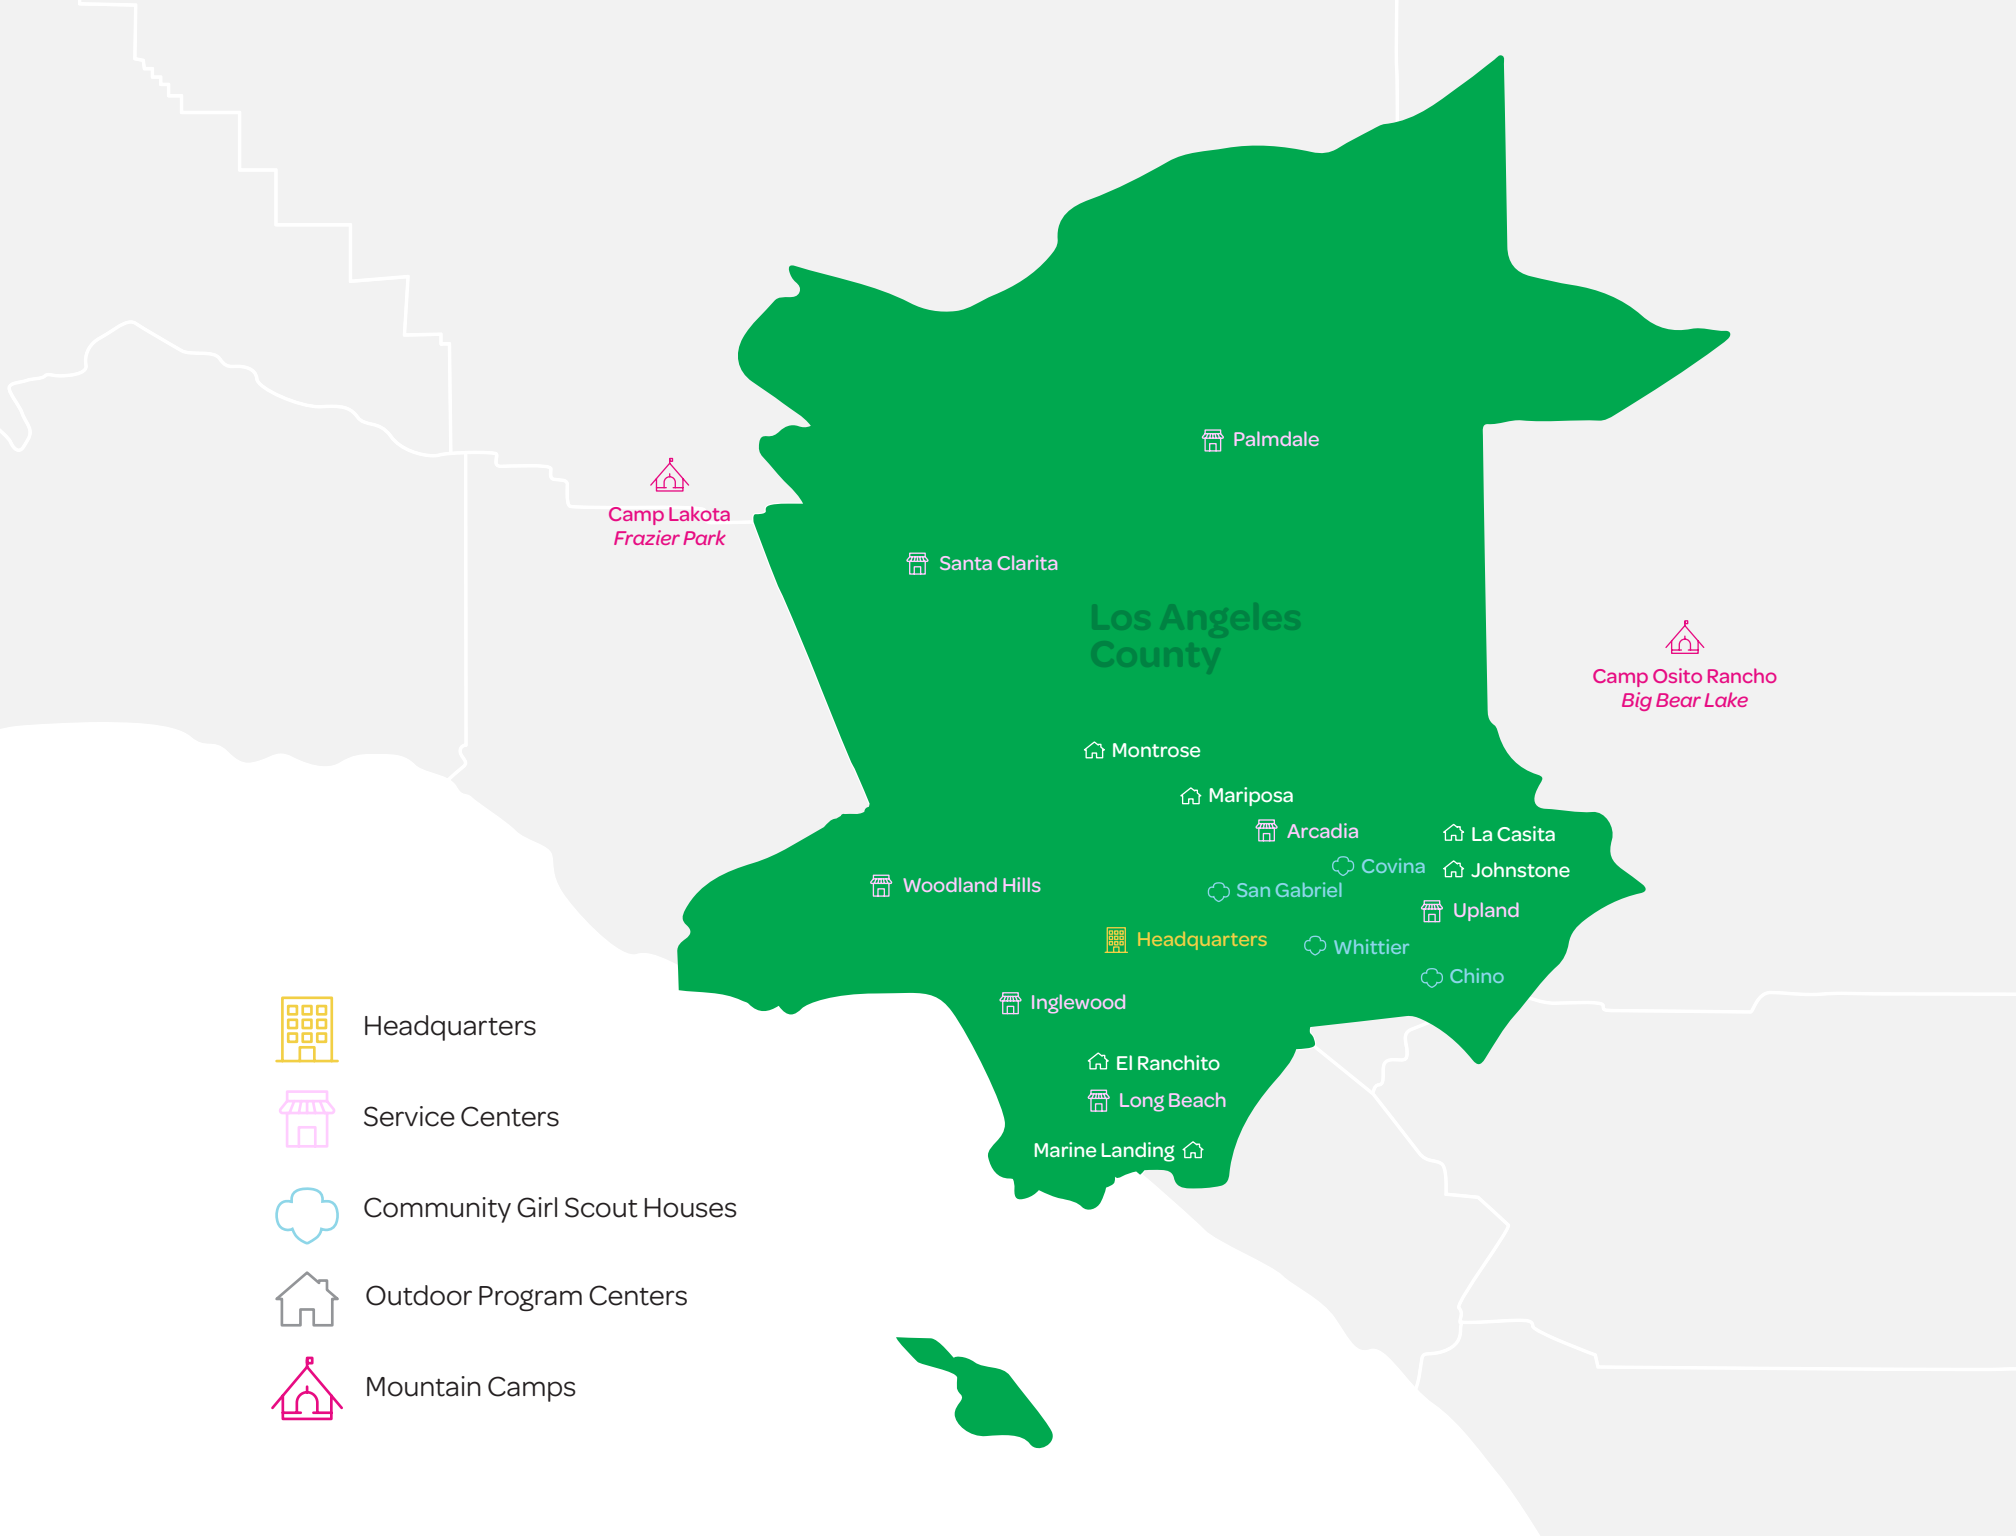 Palmdale
Camp Lakota
Frazier Park
Santa Clarita
Los Angeles
County
Camp Osito Rancho
Big Bear Lake
Montrose
Mariposa
Arcadia
La Casita
Covina
Johnstone
Woodland Hills
San Gabriel
Upland
Headquarters
Whittier
Chino
Inglewood
El Ranchito
Long Beach
Marine Landing
Headquarters
Service Centers
Community Girl Scout Houses
Outdoor Program Centers
Mountain Camps